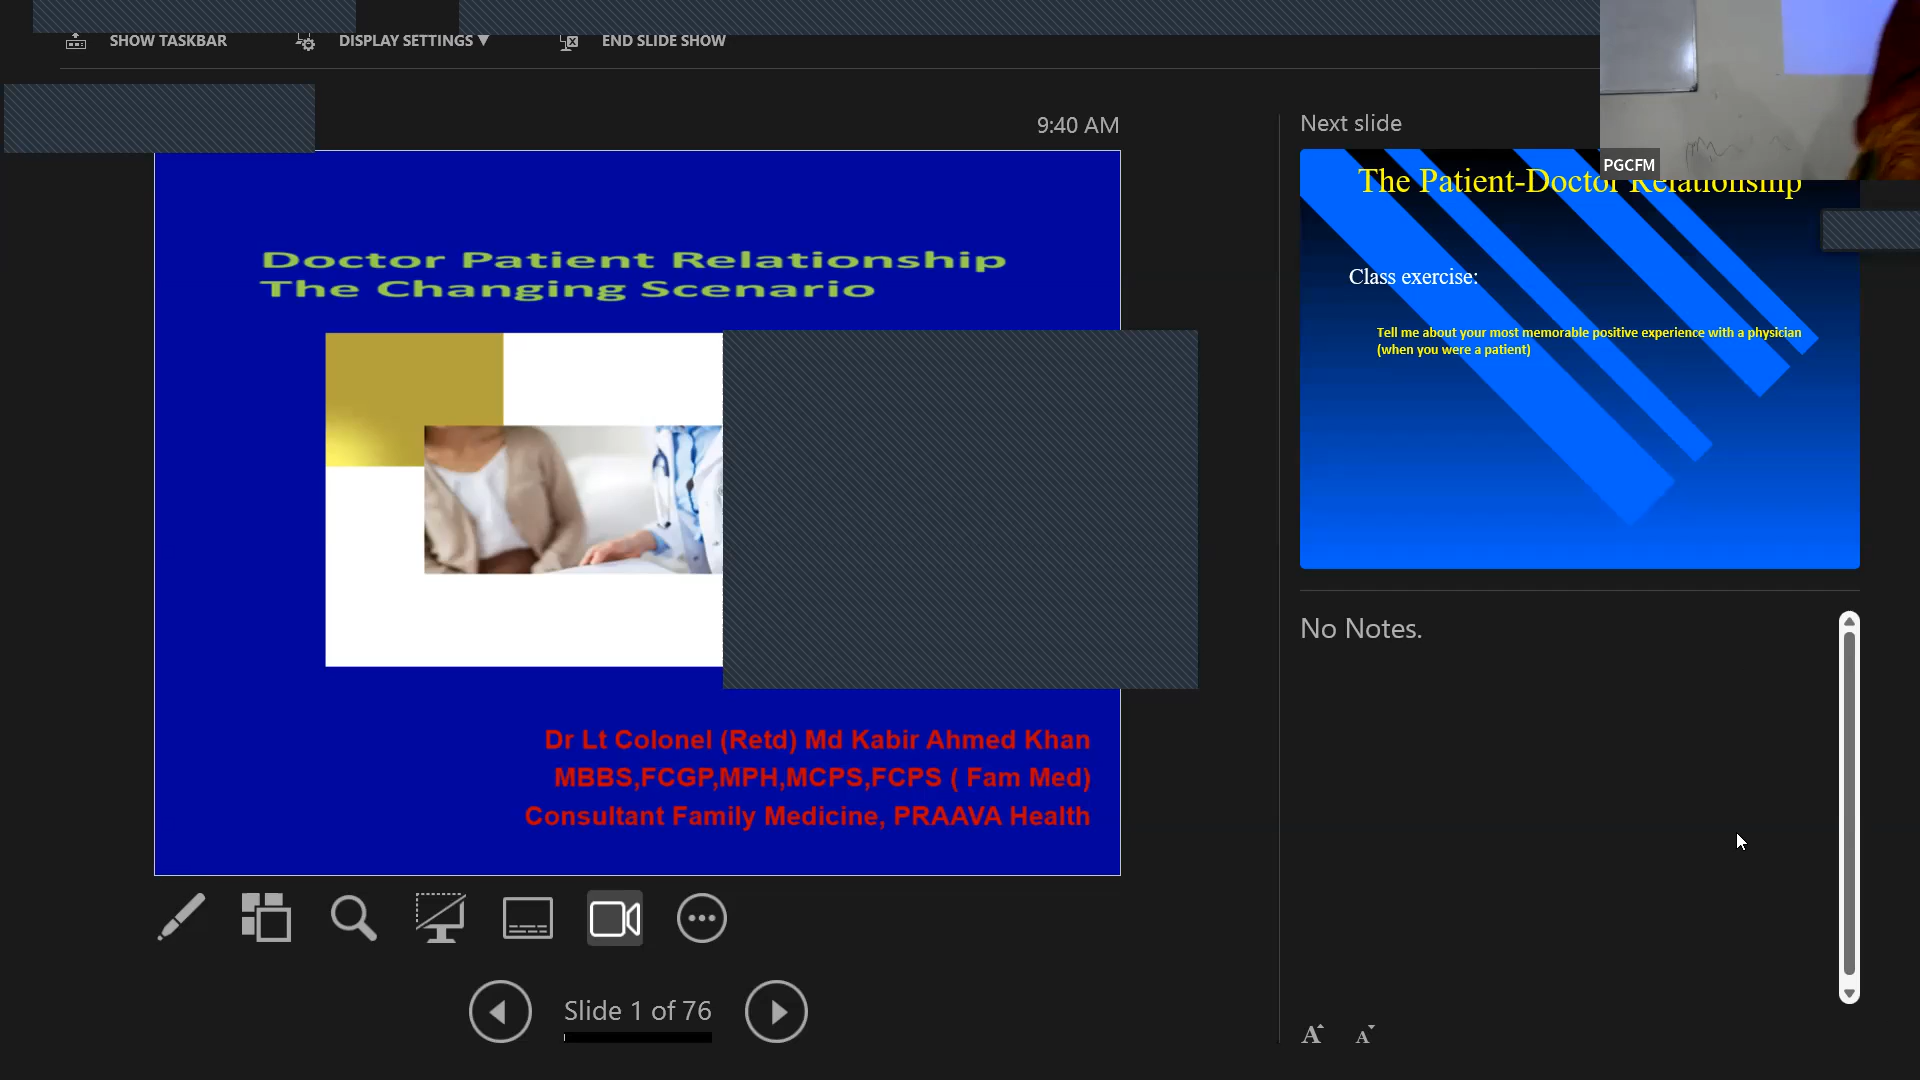 SHOW TASKBAR
DISPLAY SETTINGS ▼
END SLIDE SHOW
9:40 AM
Doctor Patient Relationship
The Changing Scenario
Dr Lt Colonel (Retd) Md Kabir Ahmed Khan
MBBS,FCGP,MPH,MCPS,FCPS ( Fam Med)
Consultant Family Medicine, PRAAVA Health
Slide 1 of 76
Next slide
PGCFM
The Patient-Doctor Relationship
Class exercise:
Tell me about your most memorable positive experience with a physician
(when you were a patient)
No Notes.
A A